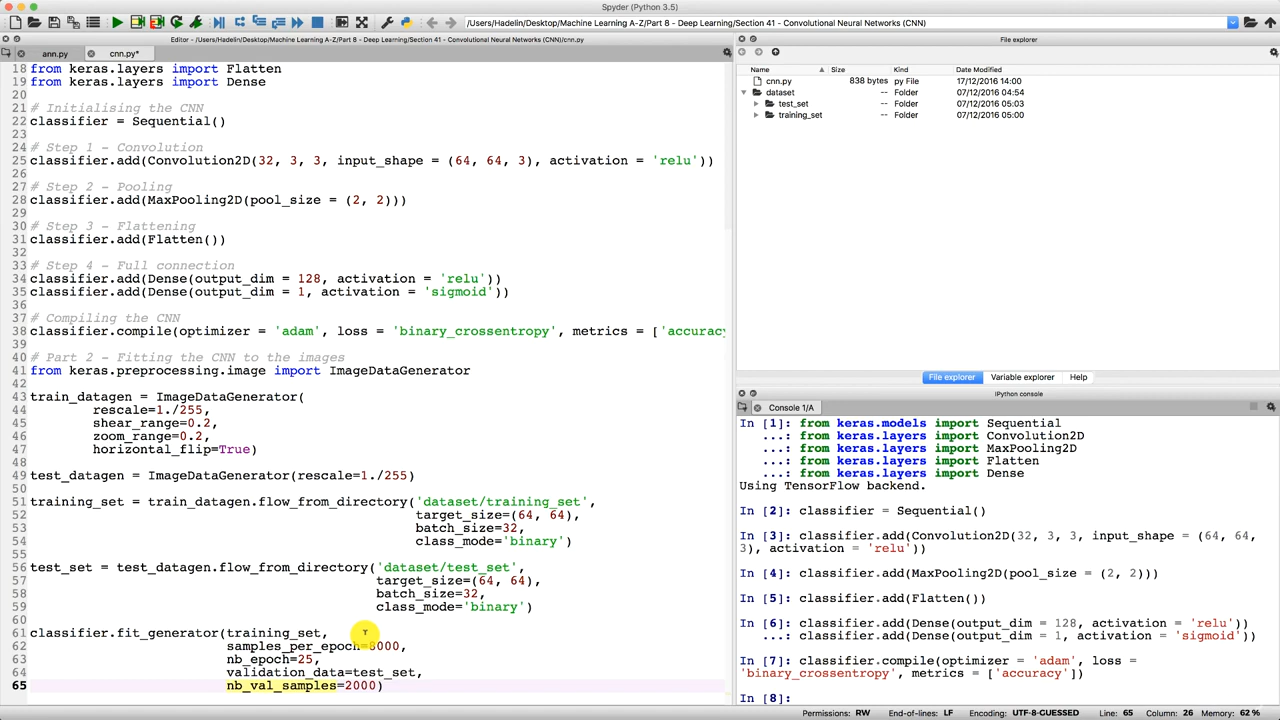 Spyder (Python 3.5)
/Users/Hadelin/Desktop/Machine Learning A-Z/Part 8 - Deep Learning/Section 41 - Convolutional Neural Networks (CNN)
Editor - /Users/Hadelin/Desktop/Machine Learning A-Z/Part 8 - Deep Learning/Section 41 - Convolutional Neural Networks (CNN)/cnn.py
ann.py cnn.py*
18 from keras.layers import Flatten
19 from keras.layers import Dense
20
21 # Initialising the CNN
22 classifier = Sequential()
23
24 # Step 1 - Convolution
25 classifier.add(Convolution2D(32, 3, 3, input_shape = (64, 64, 3), activation = 'relu'))
26
27 # Step 2 - Pooling
28 classifier.add(MaxPooling2D(pool_size = (2, 2)))
29
30 # Step 3 - Flattening
31 classifier.add(Flatten())
32
33 # Step 4 - Full connection
34 classifier.add(Dense(output_dim = 128, activation = 'relu'))
35 classifier.add(Dense(output_dim = 1, activation = 'sigmoid'))
36
37 # Compiling the CNN
38 classifier.compile(optimizer = 'adam', loss = 'binary_crossentropy', metrics = ['accuracy
39
40 # Part 2 - Fitting the CNN to the images
41 from keras.preprocessing.image import ImageDataGenerator
42
43 train_datagen = ImageDataGenerator(
44 rescale=1./255,
45 shear_range=0.2,
46 zoom_range=0.2,
47 horizontal_flip=True)
48
49 test_datagen = ImageDataGenerator(rescale=1./255)
50
51 training_set = train_datagen.flow_from_directory('dataset/training_set',
52 target_size=(64, 64),
53 batch_size=32,
54 class_mode='binary')
55
56 test_set = test_datagen.flow_from_directory('dataset/test_set',
57 target_size=(64, 64),
58 batch_size=32,
59 class_mode='binary')
60
61 classifier.fit_generator(training_set,
62 samples_per_epoch=8000,
63 nb_epoch=25,
64 validation_data=test_set,
65 nb_val_samples=2000)
File explorer
Name Size Kind Date Modified
cnn.py 838 bytes py File 17/12/2016 14:00
dataset -- Folder 07/12/2016 04:54
test_set -- Folder 07/12/2016 05:03
training_set -- Folder 07/12/2016 05:00
File explorer Variable explorer Help
IPython console
Console 1/A
In [1]: from keras.models import Sequential
...: from keras.layers import Convolution2D
...: from keras.layers import MaxPooling2D
...: from keras.layers import Flatten
...: from keras.layers import Dense
Using TensorFlow backend.
In [2]: classifier = Sequential()
In [3]: classifier.add(Convolution2D(32, 3, 3, input_shape = (64, 64,
3), activation = 'relu'))
In [4]: classifier.add(MaxPooling2D(pool_size = (2, 2)))
In [5]: classifier.add(Flatten())
In [6]: classifier.add(Dense(output_dim = 128, activation = 'relu'))
...: classifier.add(Dense(output_dim = 1, activation = 'sigmoid'))
In [7]: classifier.compile(optimizer = 'adam', loss =
'binary_crossentropy', metrics = ['accuracy'])
In [8]:
Permissions: RW End-of-lines: LF Encoding: UTF-8-GUESSED Line: 65 Column: 26 Memory: 62 %